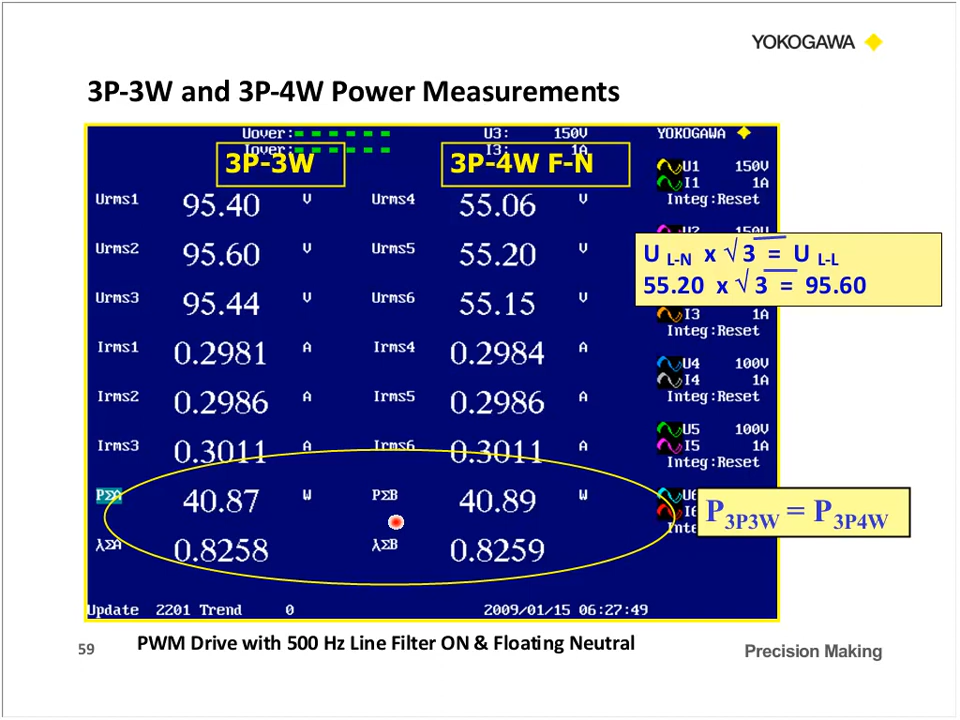 YOKOGAWA
3P-3W and 3P-4W Power Measurements
Uover:
Iover:
U3: 150V
I3: 1A
YOKOGAWA
3P-3W
3P-4W F-N
Urms1 95.40 V Urms4 55.06 V
Urms2 95.60 V Urms5 55.20 V
Urms3 95.44 V Urms6 55.15 V
Irms1 0.2981 A Irms4 0.2984 A
Irms2 0.2986 A Irms5 0.2986 A
Irms3 0.3011 A Irms6 0.3011 A
PΣA 40.87 W PΣB 40.89 W
λΣA 0.8258 λΣB 0.8259
U1 150V
I1 1A
Integ:Reset
U2 150V
U L-N x √3 = U L-L
55.20 x √3 = 95.60
I3 1A
Integ:Reset
U4 100V
I4 1A
Integ:Reset
U5 100V
I5 1A
Integ:Reset
U6
P3P3W = P3P4W
Update 2201 Trend 0 2009/01/15 06:27:49
59 PWM Drive with 500 Hz Line Filter ON & Floating Neutral
Precision Making